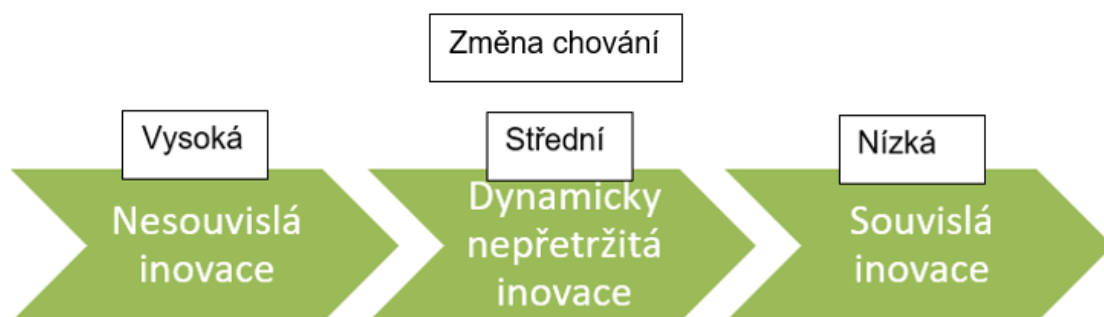 Změna chování
Vysoká
Střední
Nízká
Nesouvislá
inovace
Dynamicky
nepřetržitá
inovace
Souvislá
inovace